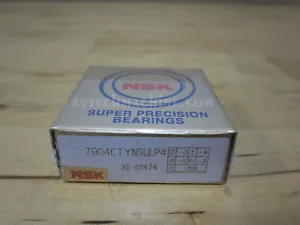 NSK
SUPER PRECISION
BEARINGS
7904CTYNSULP4
XE-01474
NSK